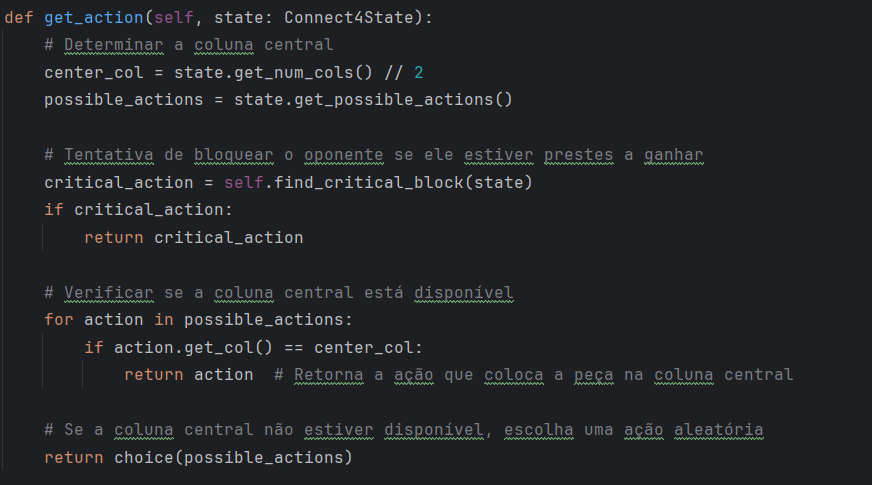 def get_action(self, state: Connect4State):
    # Determinar a coluna central
    center_col = state.get_num_cols() // 2
    possible_actions = state.get_possible_actions()

    # Tentativa de bloquear o oponente se ele estiver prestes a ganhar
    critical_action = self.find_critical_block(state)
    if critical_action:
        return critical_action

    # Verificar se a coluna central está disponível
    for action in possible_actions:
        if action.get_col() == center_col:
            return action  # Retorna a ação que coloca a peça na coluna central

    # Se a coluna central não estiver disponível, escolha uma ação aleatória
    return choice(possible_actions)